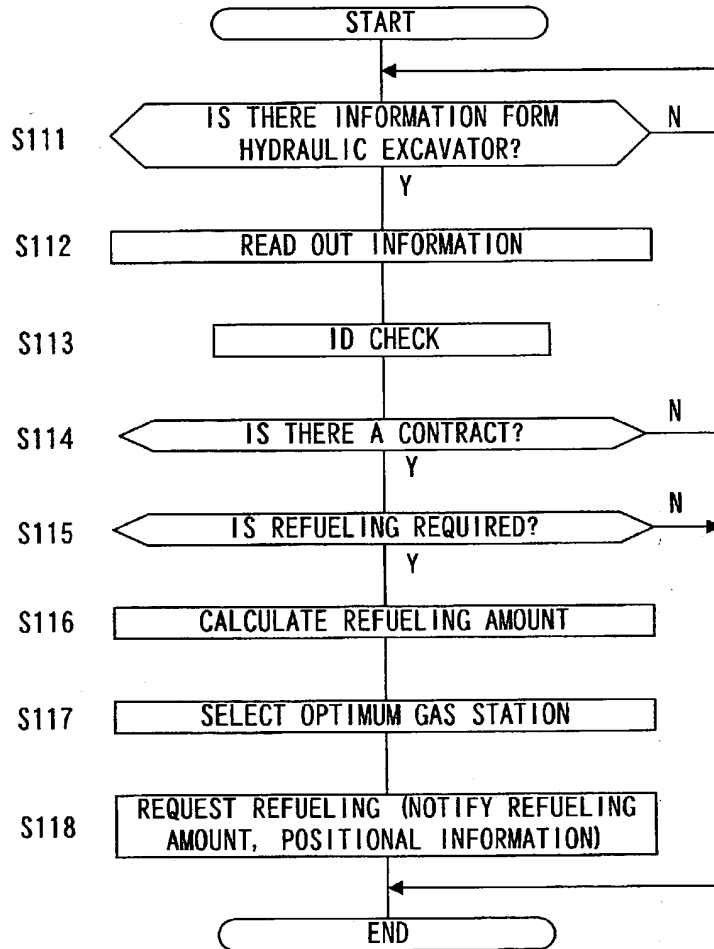 START
S111
IS THERE INFORMATION FORM
HYDRAULIC EXCAVATOR?
N
Y
S112
READ OUT INFORMATION
S113
ID CHECK
S114
IS THERE A CONTRACT?
N
Y
S115
IS REFUELING REQUIRED?
N
Y
S116
CALCULATE REFUELING AMOUNT
S117
SELECT OPTIMUM GAS STATION
S118
REQUEST REFUELING (NOTIFY REFUELING
AMOUNT, POSITIONAL INFORMATION)
END